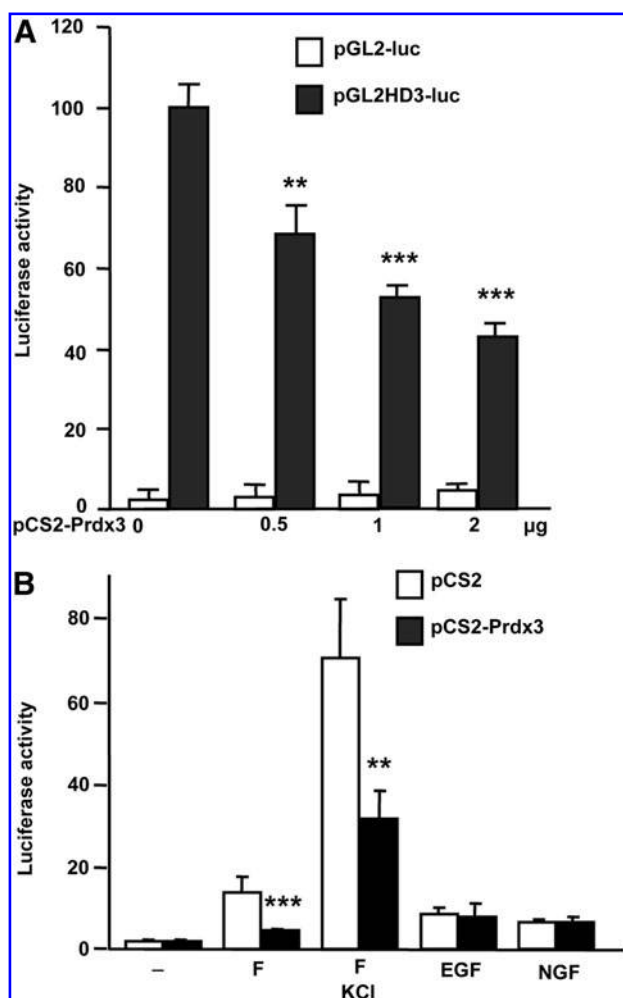 A
120
100
80
60
40
20
0
Luciferase activity
pGL2-luc
pGL2HD3-luc
**
***
***
pCS2-Prdx3 0 0.5 1 2 µg
B
80
60
40
20
0
Luciferase activity
pCS2
pCS2-Prdx3
***
**
– F F EGF NGF
KCl